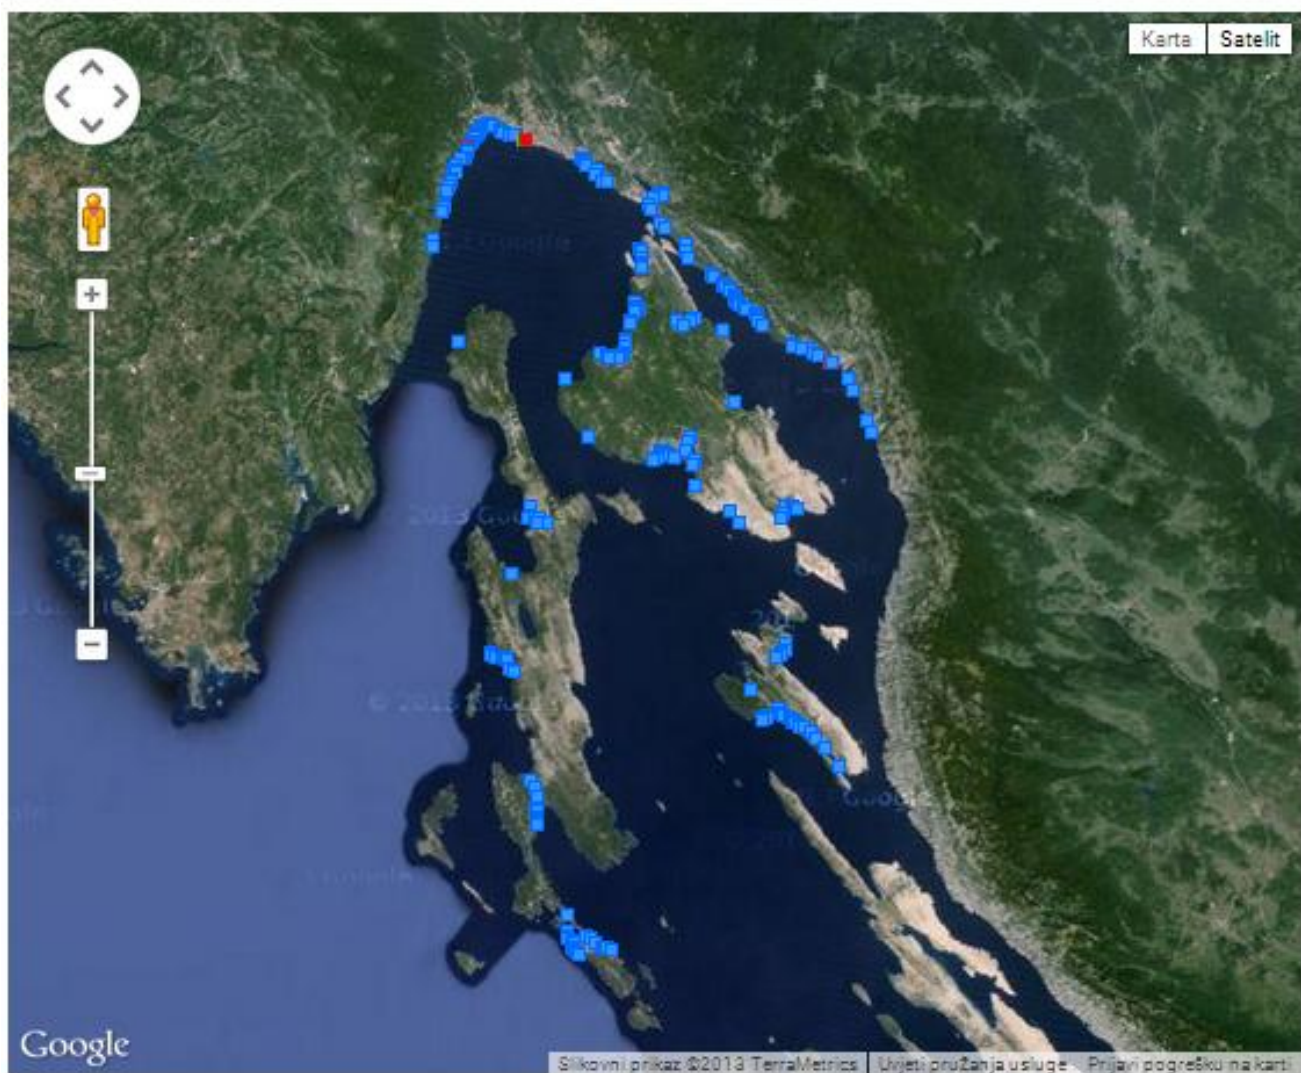 Karta
Satelit
Google
Slikovni prikaz ©2013 TerraMetrics
Uvjeti pružanja usluge
Prijavi pogrešku na karti